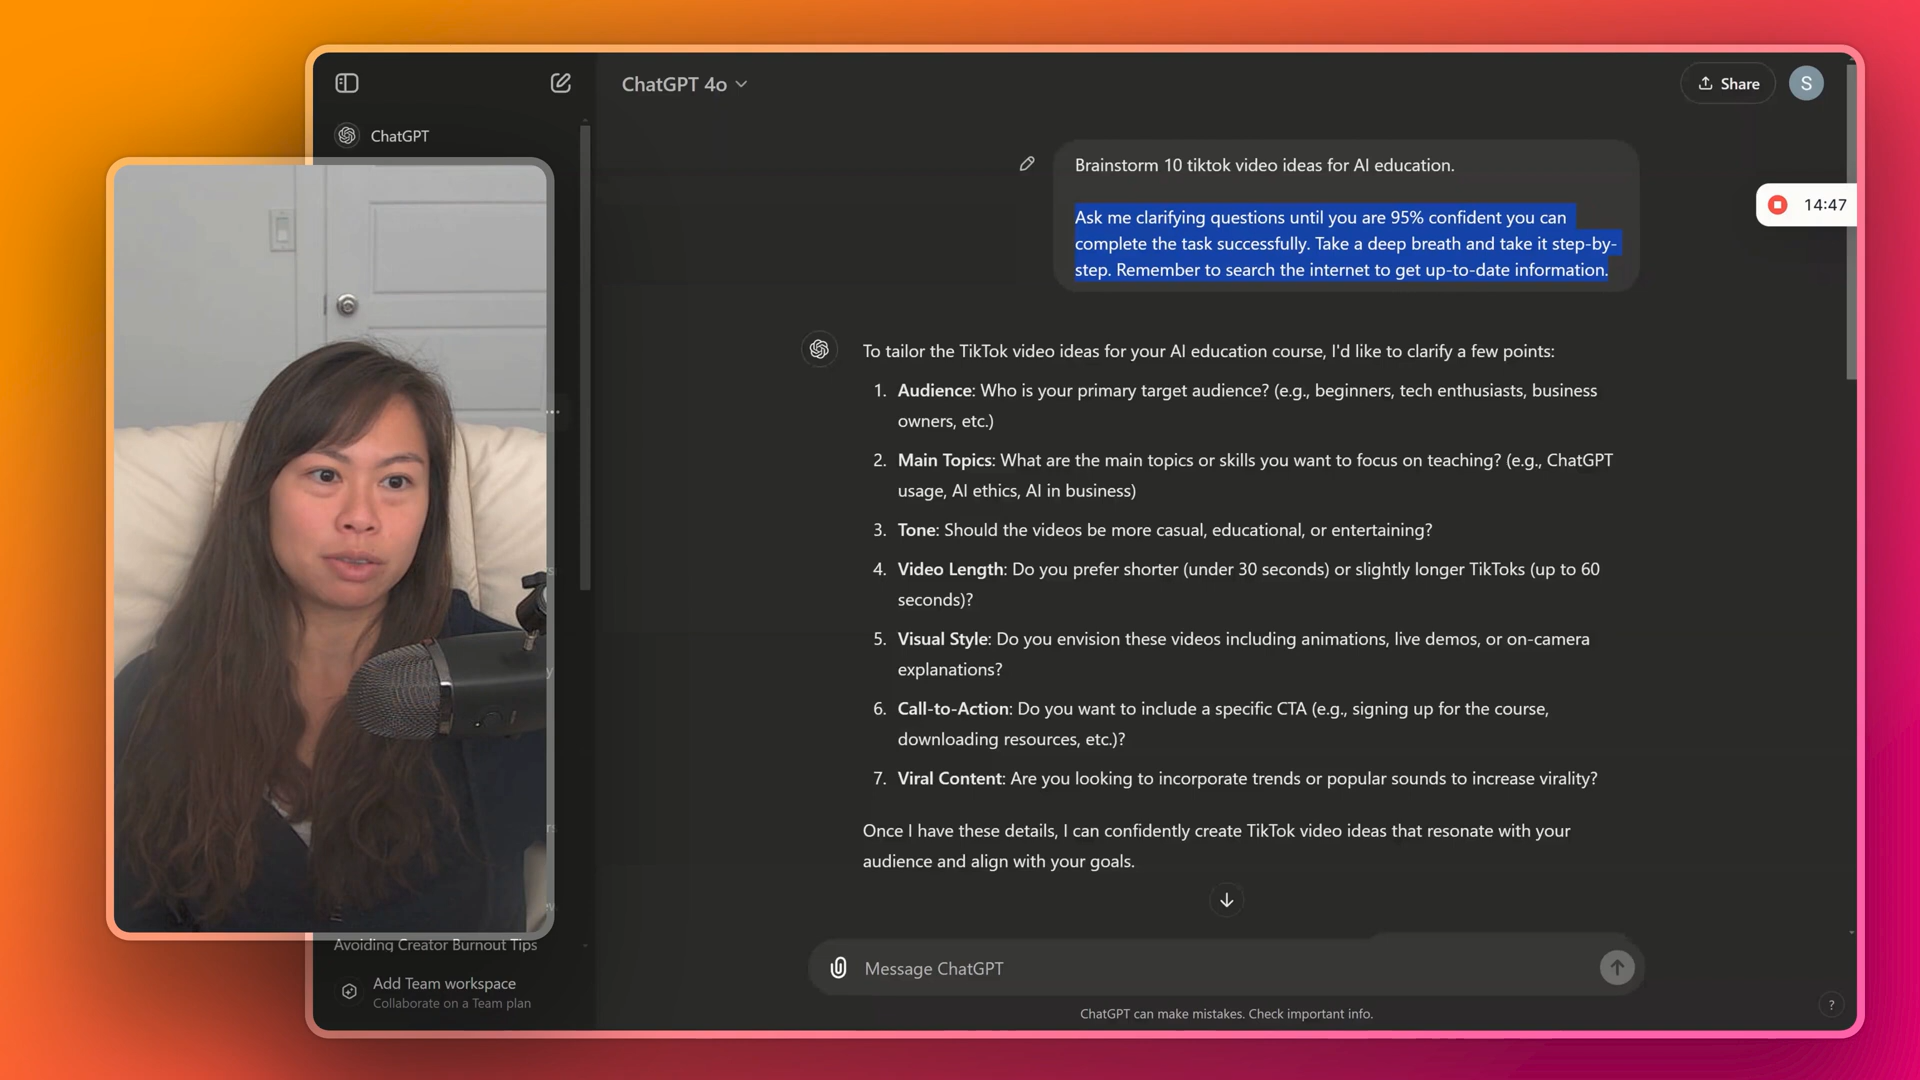 ChatGPT 4o
Share
S
ChatGPT
14:47
Brainstorm 10 tiktok video ideas for AI education.
Ask me clarifying questions until you are 95% confident you can
complete the task successfully. Take a deep breath and take it step-by-
step. Remember to search the internet to get up-to-date information.
To tailor the TikTok video ideas for your AI education course, I'd like to clarify a few points:
1. Audience: Who is your primary target audience? (e.g., beginners, tech enthusiasts, business
owners, etc.)
2. Main Topics: What are the main topics or skills you want to focus on teaching? (e.g., ChatGPT
usage, AI ethics, AI in business)
3. Tone: Should the videos be more casual, educational, or entertaining?
4. Video Length: Do you prefer shorter (under 30 seconds) or slightly longer TikToks (up to 60
seconds)?
5. Visual Style: Do you envision these videos including animations, live demos, or on-camera
explanations?
6. Call-to-Action: Do you want to include a specific CTA (e.g., signing up for the course,
downloading resources, etc.)?
7. Viral Content: Are you looking to incorporate trends or popular sounds to increase virality?
Once I have these details, I can confidently create TikTok video ideas that resonate with your
audience and align with your goals.
Avoiding Creator Burnout Tips
Add Team workspace
Collaborate on a Team plan
Message ChatGPT
ChatGPT can make mistakes. Check important info.
?